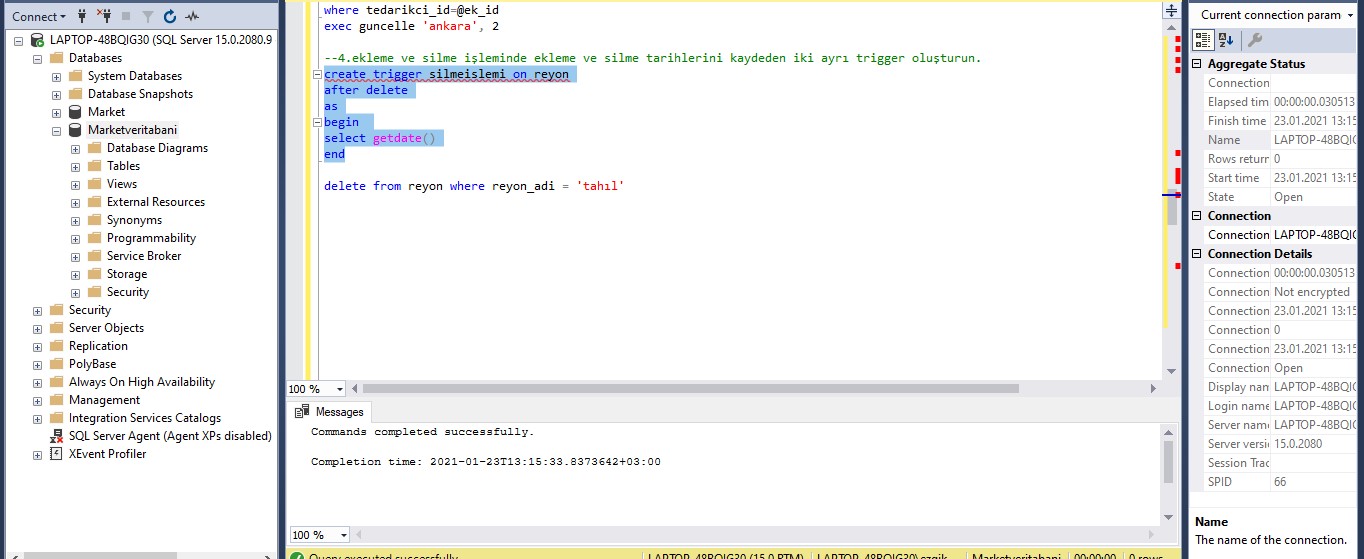 Connect
LAPTOP-48BQIG30 (SQL Server 15.0.2080.9
Databases
System Databases
Database Snapshots
Market
Marketveritabani
Database Diagrams
Tables
Views
External Resources
Synonyms
Programmability
Service Broker
Storage
Security
Security
Server Objects
Replication
PolyBase
Always On High Availability
Management
Integration Services Catalogs
SQL Server Agent (Agent XPs disabled)
XEvent Profiler
where tedarikci_id=@ek_id
exec guncelle 'ankara', 2
--4.ekleme ve silme işleminde ekleme ve silme tarihlerini kaydeden iki ayrı trigger oluşturun.
create trigger silmeislemi on reyon
after delete
as
begin
select getdate()
end
delete from reyon where reyon_adi = 'tahıl'
100 %
Messages
Commands completed successfully.
Completion time: 2021-01-23T13:15:33.8373642+03:00
100 %
Query executed successfully. LAPTOP-48BQIG30 (15.0 RTM) LAPTOP-48BQIG30\ezgik... Marketveritabani 00:00:00 0 rows
Current connection param
Aggregate Status
Connection
Elapsed tim 00:00:00.030513
Finish time 23.01.2021 13:15
Name LAPTOP-48BQIG
Rows return 0
Start time 23.01.2021 13:15
State Open
Connection
Connection LAPTOP-48BQIG
Connection Details
Connection 00:00:00.030513
Connection Not encrypted
Connection 23.01.2021 13:15
Connection 0
Connection 23.01.2021 13:15
Connection Open
Display nam LAPTOP-48BQIG
Login name LAPTOP-48BQIG
Server name LAPTOP-48BQIG
Server versi 15.0.2080
Session Trac
SPID 66
Name
The name of the connection.